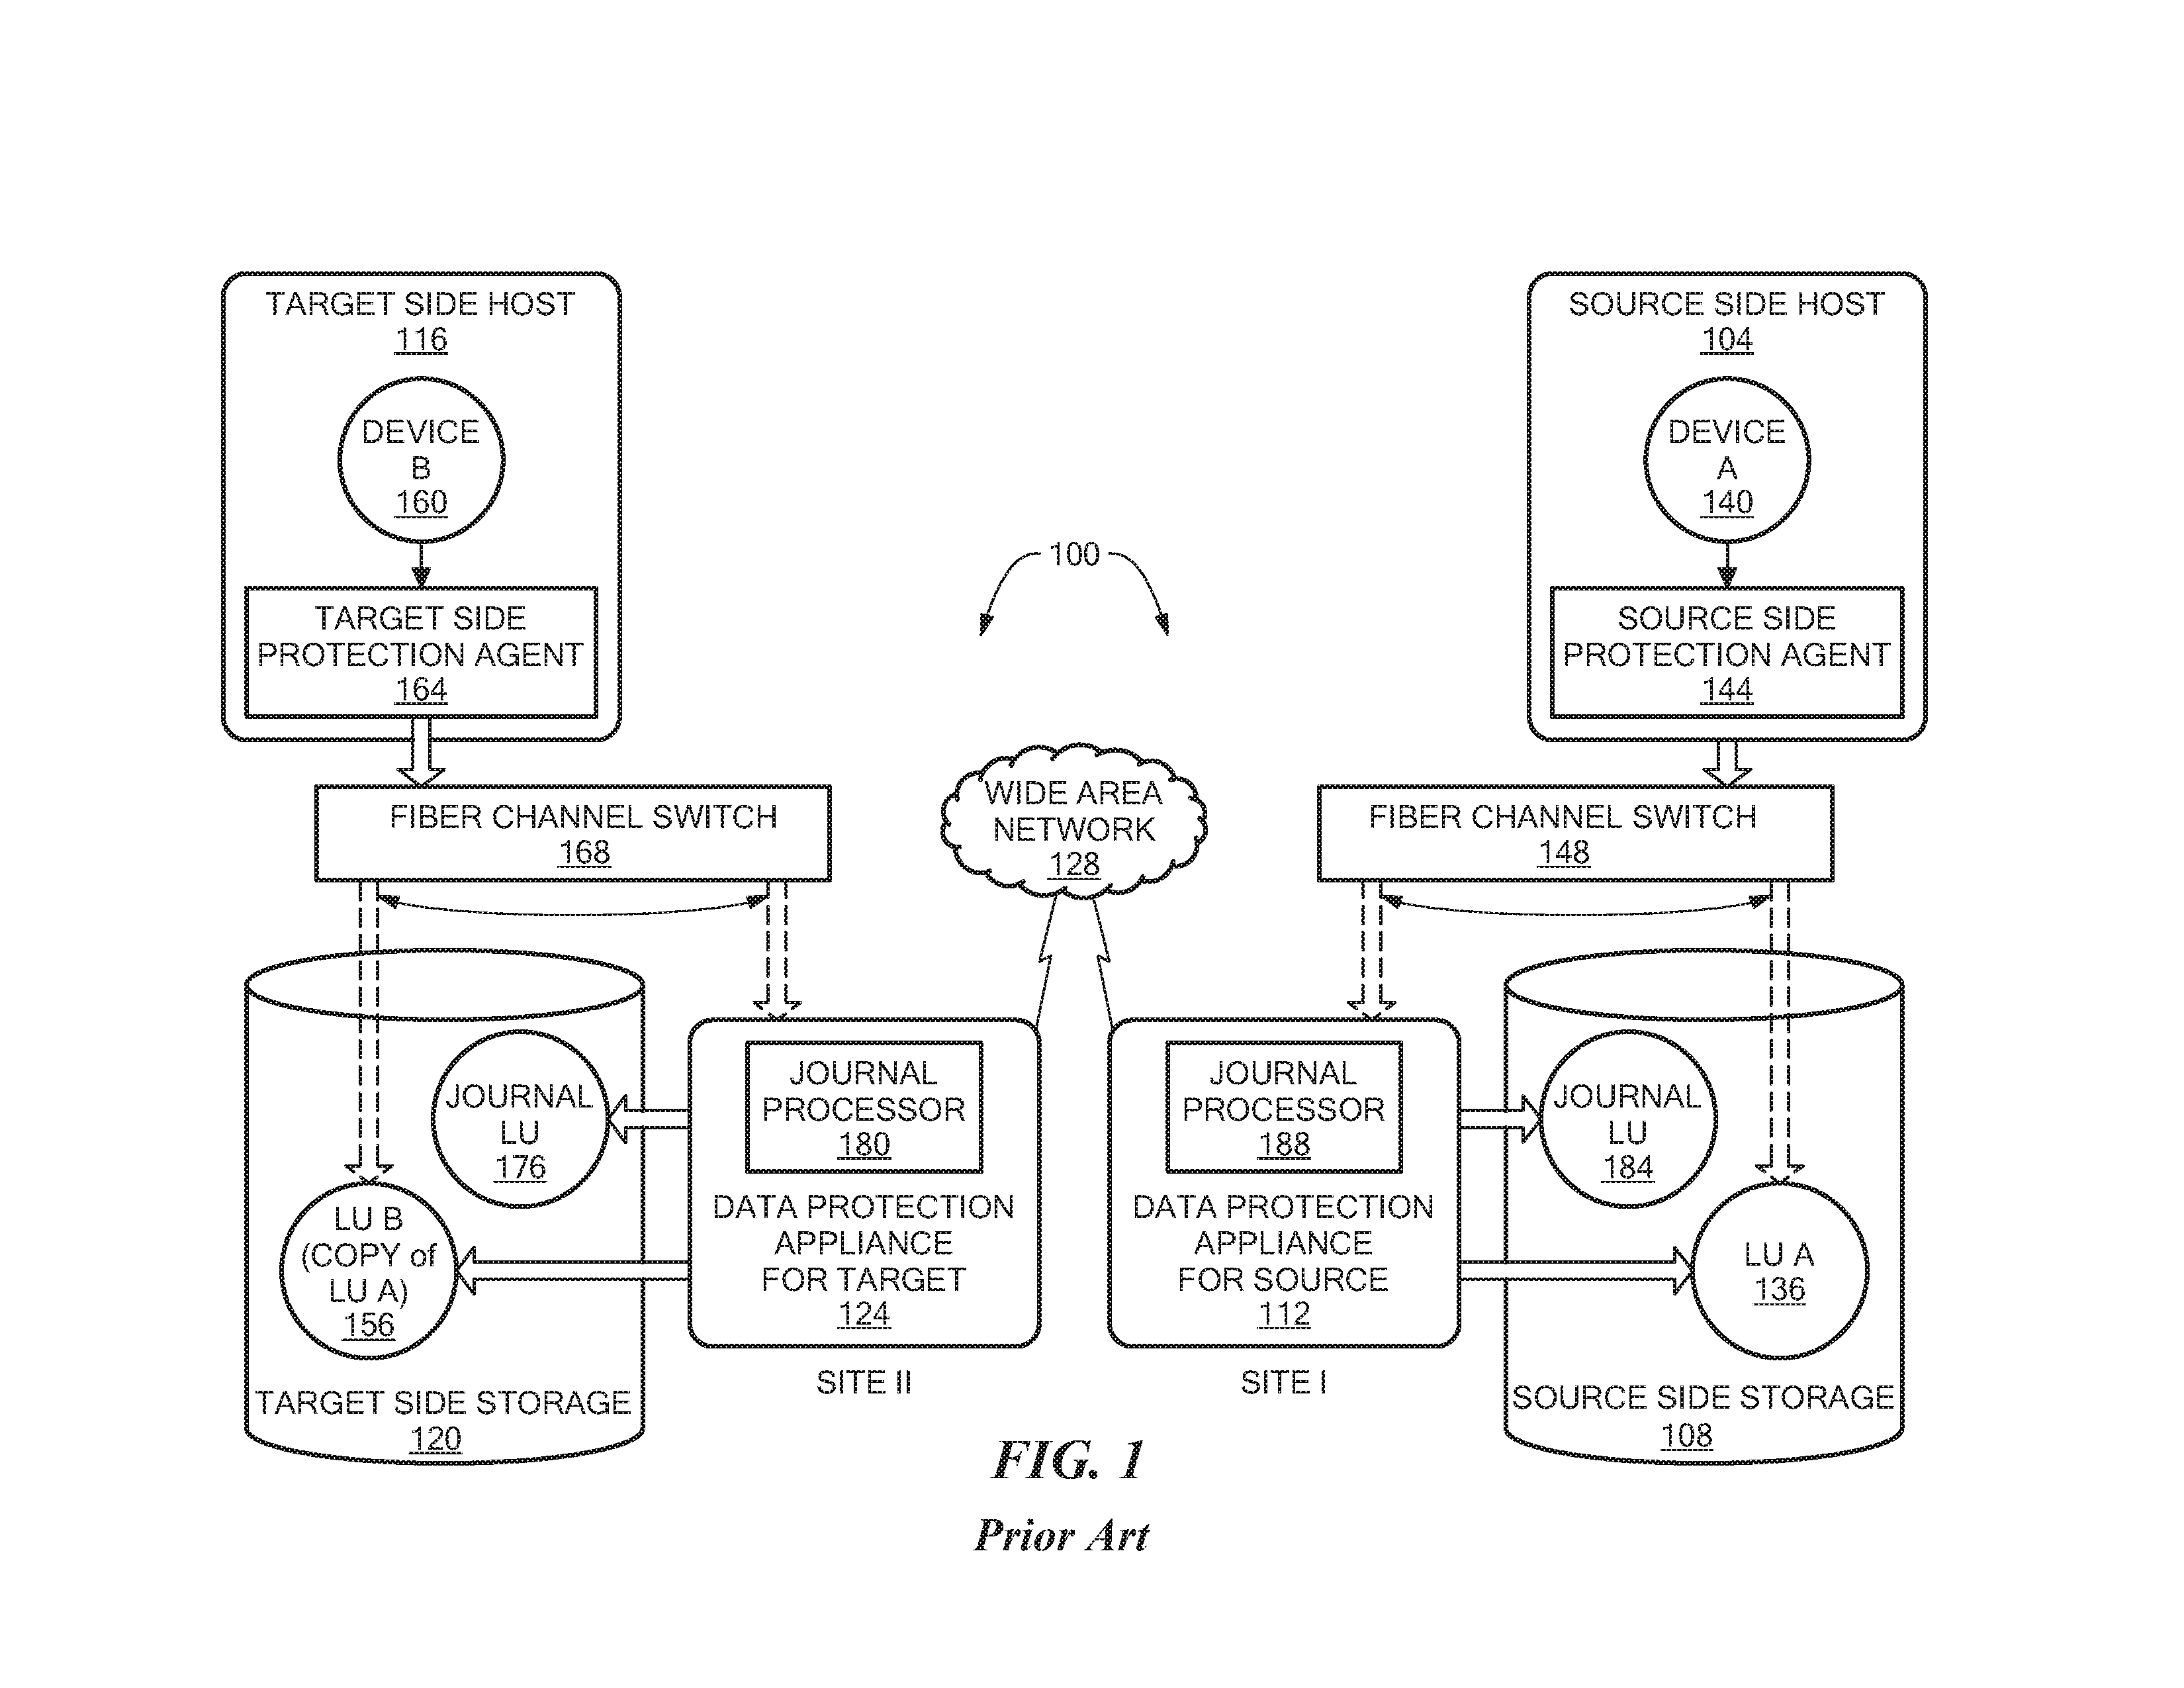 TARGET SIDE HOST
116
DEVICE
B
160
TARGET SIDE
PROTECTION AGENT
164
SOURCE SIDE HOST
104
DEVICE
A
140
SOURCE SIDE
PROTECTION AGENT
144
100
WIDE AREA
NETWORK
128
FIBER CHANNEL SWITCH
168
FIBER CHANNEL SWITCH
148
JOURNAL
LU
176
LU B
(COPY of
LU A)
156
TARGET SIDE STORAGE
120
JOURNAL
PROCESSOR
180
DATA PROTECTION
APPLIANCE
FOR TARGET
124
SITE II
JOURNAL
PROCESSOR
188
DATA PROTECTION
APPLIANCE
FOR SOURCE
112
SITE I
JOURNAL
LU
184
LU A
136
SOURCE SIDE STORAGE
108
FIG. 1
Prior Art